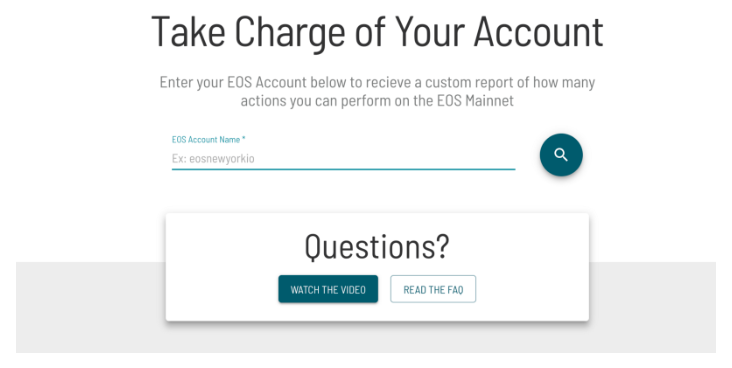 Take Charge of Your Account
Enter your EOS Account below to recieve a custom report of how many
actions you can perform on the EOS Mainnet
EOS Account Name *
Ex: eosnewyorkio
Questions?
WATCH THE VIDEO
READ THE FAQ